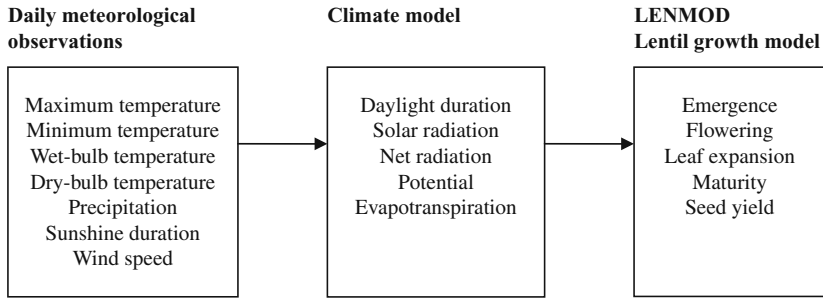 Daily meteorological
observations
Maximum temperature
Minimum temperature
Wet-bulb temperature
Dry-bulb temperature
Precipitation
Sunshine duration
Wind speed
Climate model
Daylight duration
Solar radiation
Net radiation
Potential
Evapotranspiration
LENMOD
Lentil growth model
Emergence
Flowering
Leaf expansion
Maturity
Seed yield